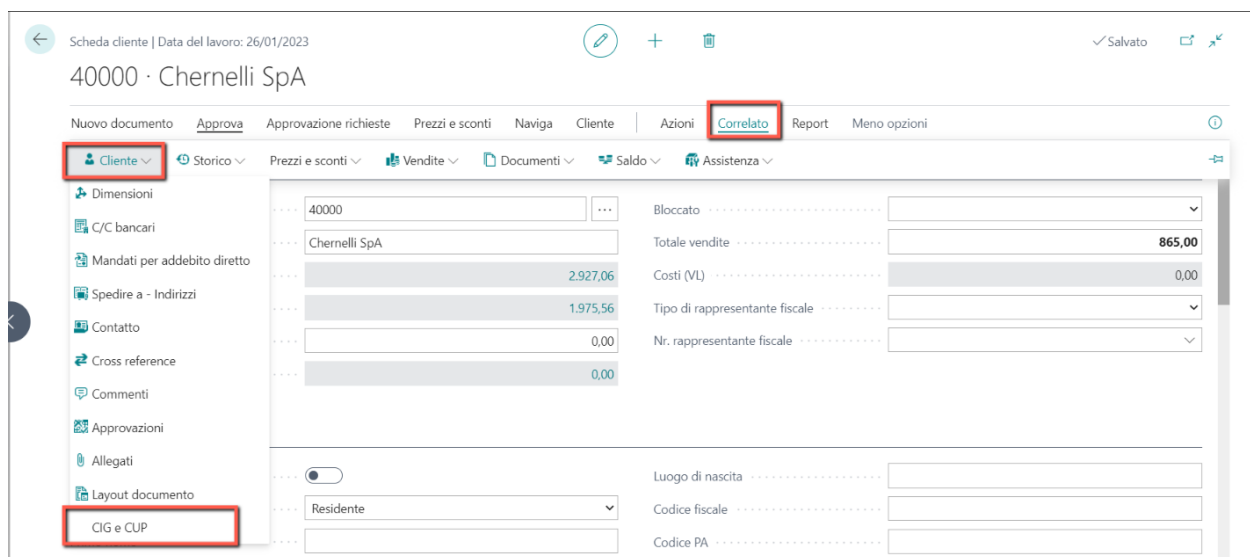 Scheda cliente | Data del lavoro: 26/01/2023
Salvato
40000 · Chernelli SpA
Nuovo documento Approva Approvazione richieste Prezzi e sconti Naviga Cliente Azioni Correlato Report Meno opzioni
Cliente Storico Prezzi e sconti Vendite Documenti Saldo Assistenza
Dimensioni
40000
Bloccato
C/C bancari
Chernelli SpA
Totale vendite 865,00
Mandati per addebito diretto
2.927,06
Costi (VL) 0,00
Spedire a - Indirizzi
1.975,56
Tipo di rappresentante fiscale
Contatto
0,00
Nr. rappresentante fiscale
Cross reference
0,00
Commenti
Approvazioni
Allegati
Luogo di nascita
Layout documento
Residente
Codice fiscale
CIG e CUP
Codice PA